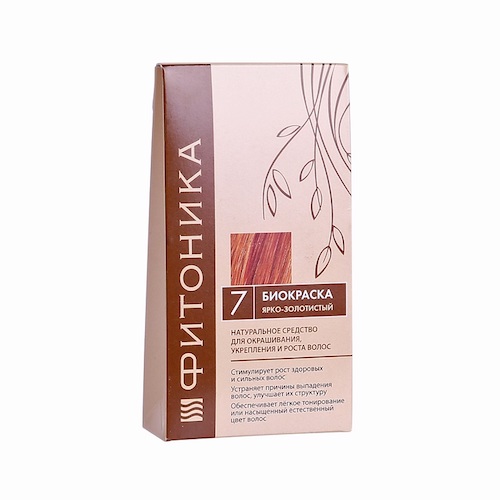 ФИТОНИКА
7 БИОКРАСКА
ЯРКО-ЗОЛОТИСТЫЙ
НАТУРАЛЬНОЕ СРЕДСТВО
ДЛЯ ОКРАШИВАНИЯ,
УКРЕПЛЕНИЯ И РОСТА ВОЛОС
Стимулирует рост здоровых
и сильных волос
Устраняет причины выпадения
волос, улучшает их структуру
Обеспечивает лёгкое тонирование
или насыщенный естественный
цвет волос